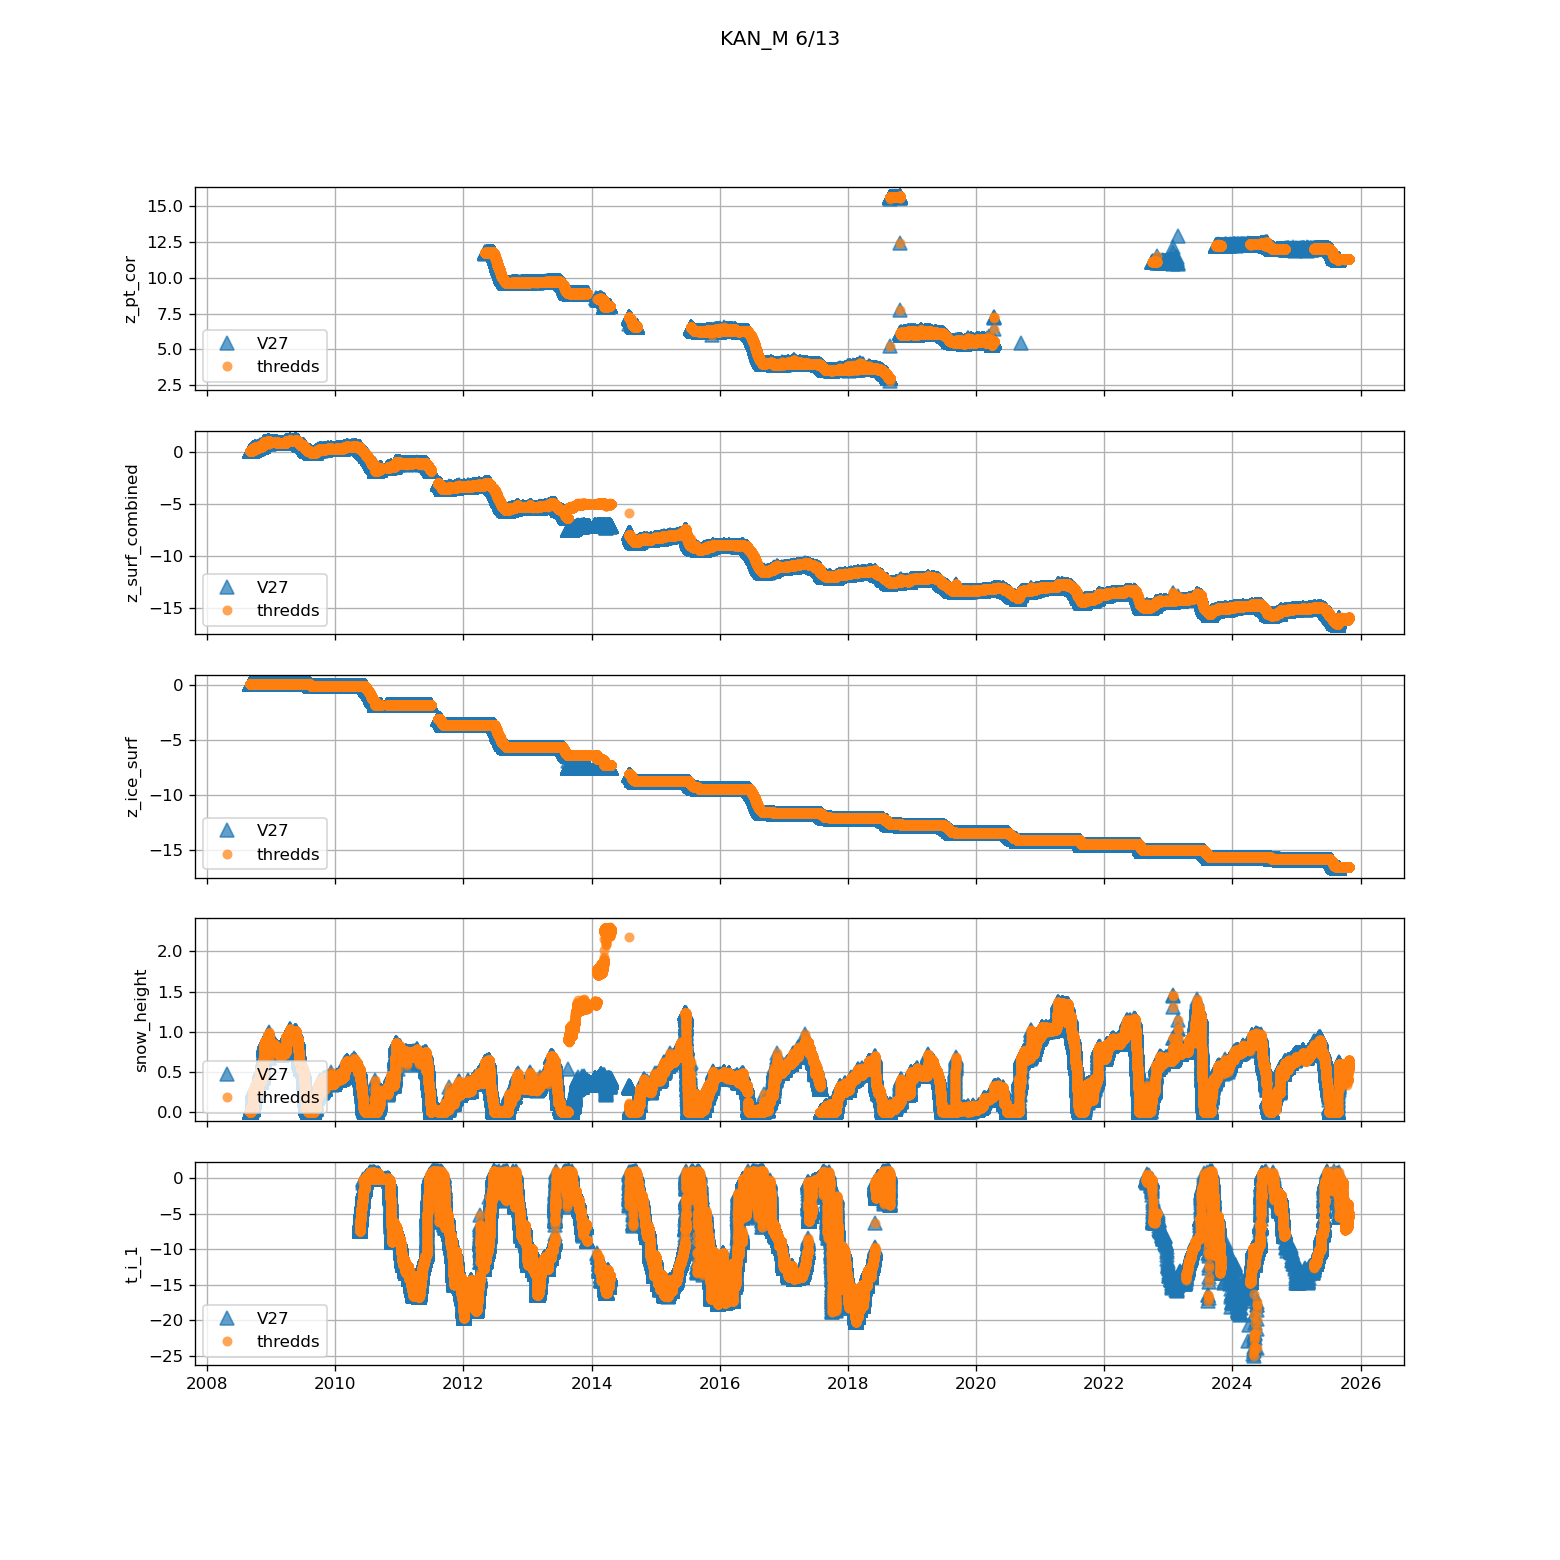 KAN_M 6/13
z_pt_cor
15.0
12.5
10.0
7.5
5.0
2.5
V27
thredds
z_surf_combined
0
−5
−10
−15
V27
thredds
z_ice_surf
0
−5
−10
−15
V27
thredds
snow_height
2.0
1.5
1.0
0.5
0.0
V27
thredds
t_i_1
0
−5
−10
−15
−20
−25
V27
thredds
2008 2010 2012 2014 2016 2018 2020 2022 2024 2026